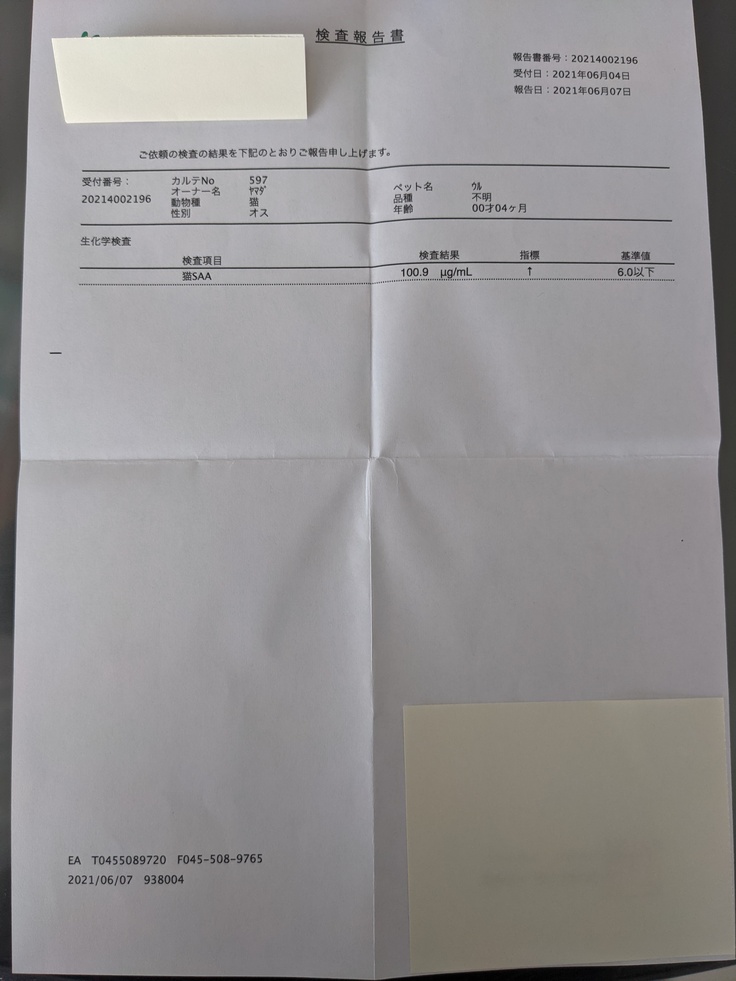 検査報告書
報告書番号：20214002196
受付日：2021年06月04日
報告日：2021年06月07日
ご依頼の検査の結果を下記のとおりご報告申し上げます。
受付番号：
20214002196
カルテNo 597
オーナー名 ﾔﾏﾀﾞ
動物種 猫
性別 オス
ペット名 ｳﾙ
品種 不明
年齢 00才04ヶ月
生化学検査
検査項目 検査結果 指標 基準値
猫SAA 100.9 μg/mL ↑ 6.0以下
EA T0455089720 F045-508-9765
2021/06/07 938004